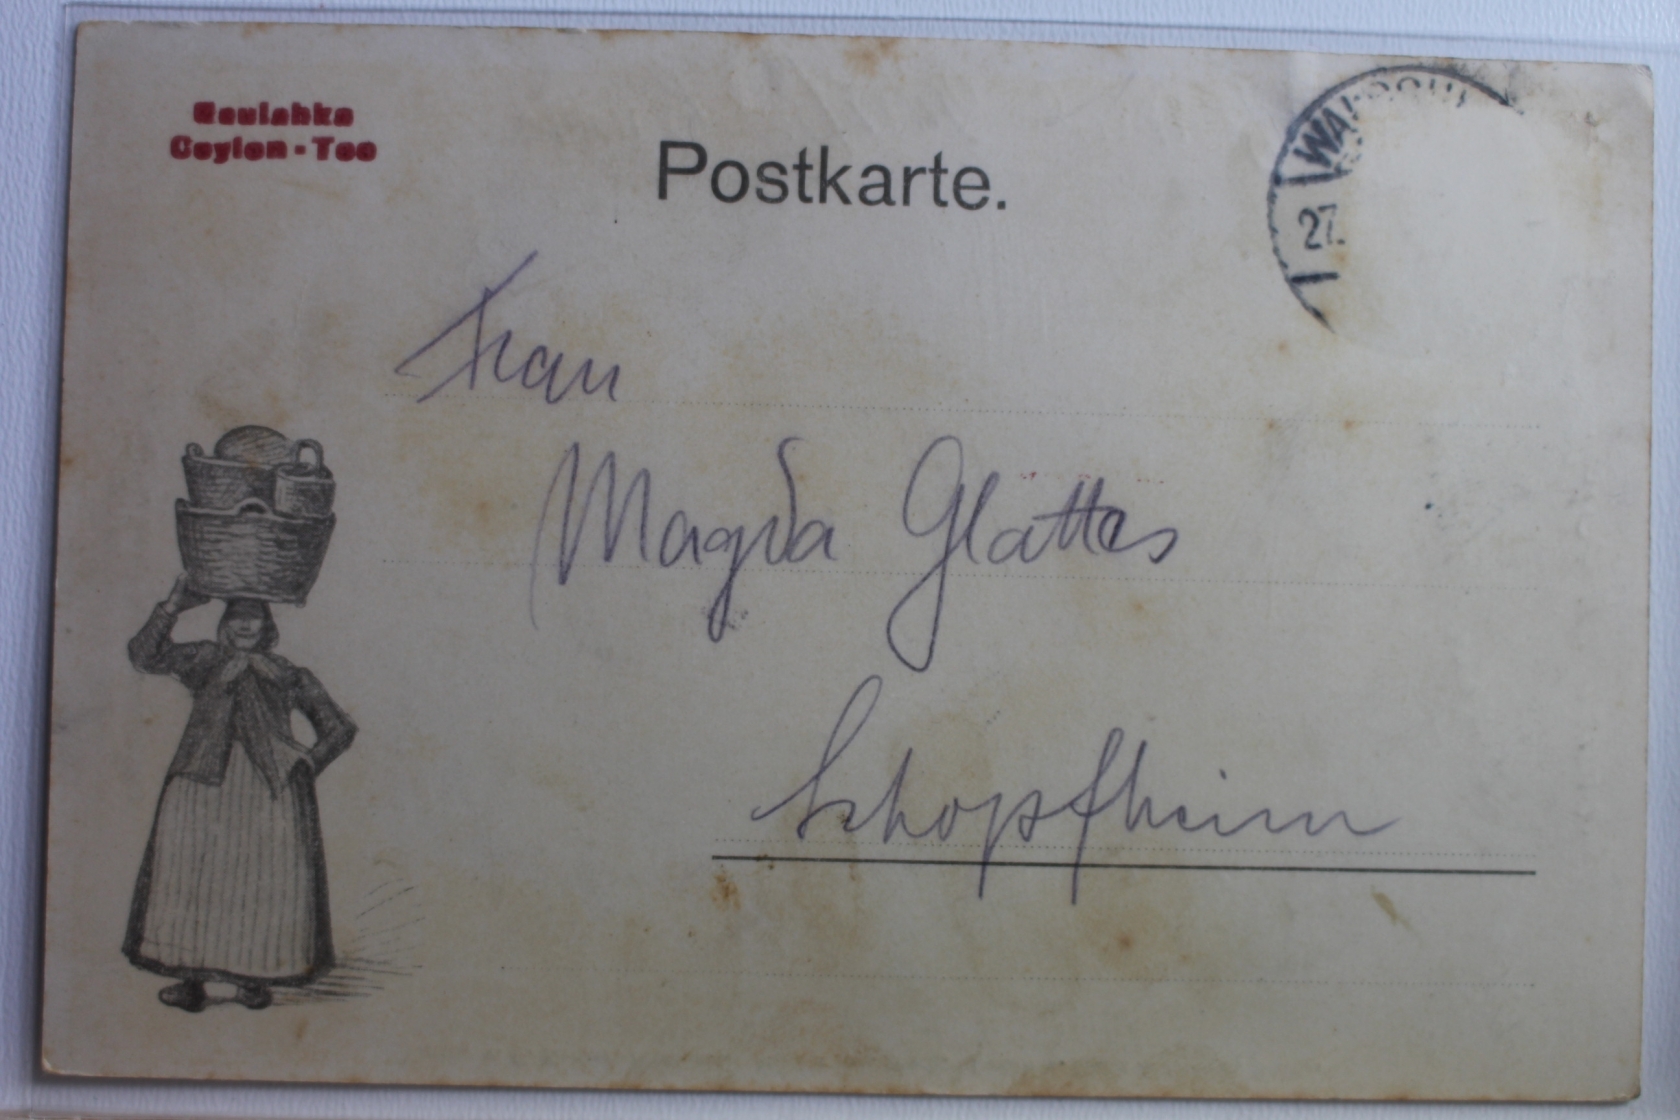 Ceylon - Tee
Postkarte.
27.
Frau
Magda Glattes
Schopfheim